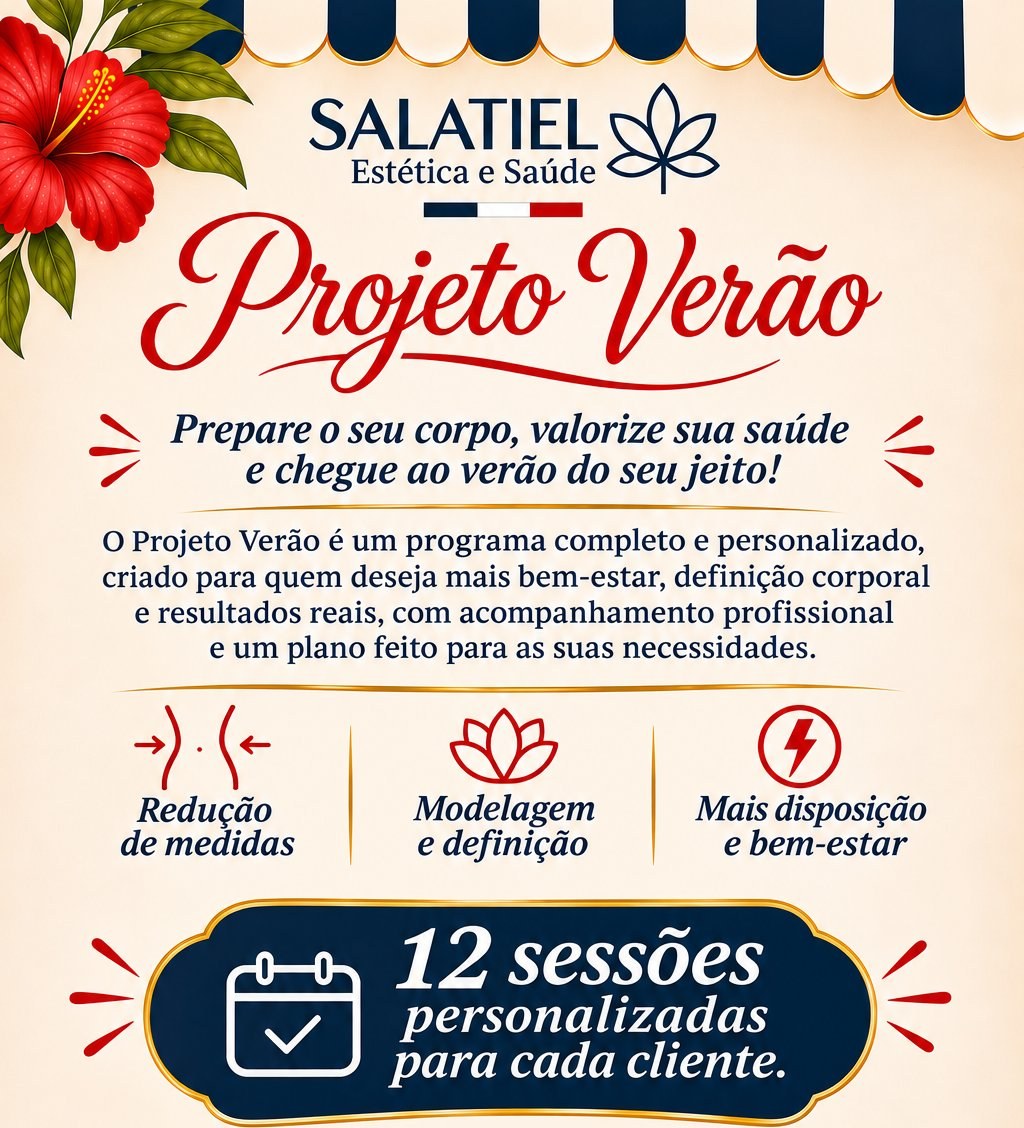 SALATIEL
Estética e Saúde
Projeto Verão
Prepare o seu corpo, valorize sua saúde
e chegue ao verão do seu jeito!
O Projeto Verão é um programa completo e personalizado,
criado para quem deseja mais bem-estar, definição corporal
e resultados reais, com acompanhamento profissional
e um plano feito para as suas necessidades.
Redução
de medidas
Modelagem
e definição
Mais disposição
e bem-estar
12 sessões
personalizadas
para cada cliente.